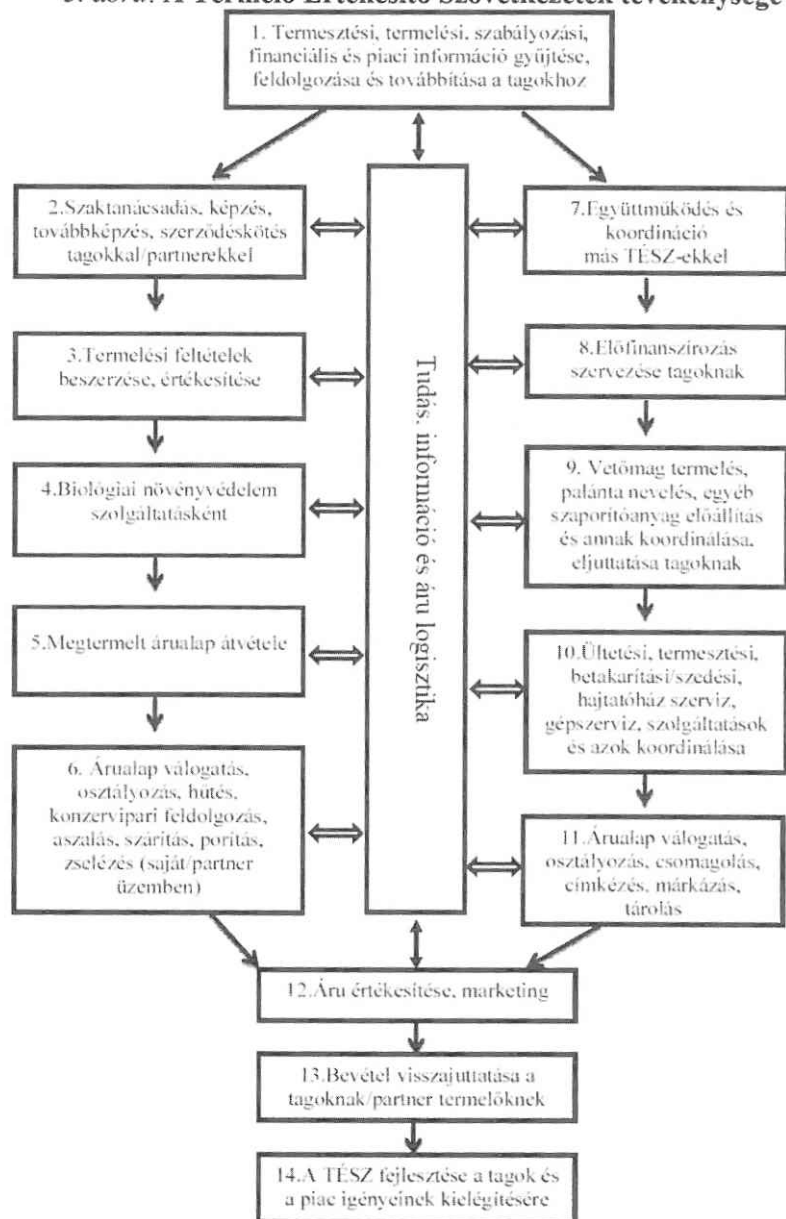 3. ábra: A Termelő Értékesítő Szövetkezetek tevékenysége
1. Termesztési, termelési, szabályozási,
financiális és piaci információ gyűjtése,
feldolgozása és továbbítása a tagokhoz
2.Szaktanácsadás, képzés,
továbbképzés, szerződéskötés
tagokkal/partnerekkel
3.Termelési feltételek
beszerzése, értékesítése
4.Biológiai növényvédelem
szolgáltatásként
5.Megtermelt árualap átvétele
6. Árualap válogatás,
osztályozás, hűtés,
konzervipari feldolgozás,
aszalás, szárítás, porítás,
zselézés (saját/partner
üzemben)
Tudás, információ és áru logisztika
7.Együttműködés és
koordináció
más TÉSZ-ekkel
8.Előfinanszírozás
szervezése tagoknak
9. Vetőmag termelés,
palánta nevelés, egyéb
szaporítóanyag előállítás
és annak koordinálása,
eljuttatása tagoknak
10.Ültetési, termesztési,
betakarítási/szedési,
hajtatóház szerviz,
gépszerviz, szolgáltatások
és azok koordinálása
11.Árualap válogatás,
osztályozás, csomagolás,
címkézés, márkázás,
tárolás
12.Áru értékesítése, marketing
13.Bevétel visszajuttatása a
tagoknak/partner termelőknek
14.A TÉSZ fejlesztése a tagok és
a piac igényeinek kielégítésére